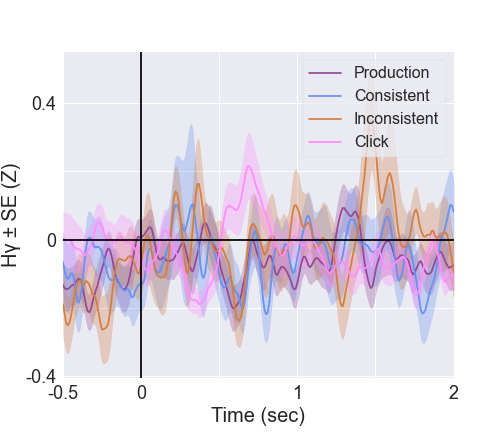 Production
Consistent
Inconsistent
Click
Hγ ± SE (Z)
0.4
0
-0.4
-0.5
0
1
2
Time (sec)